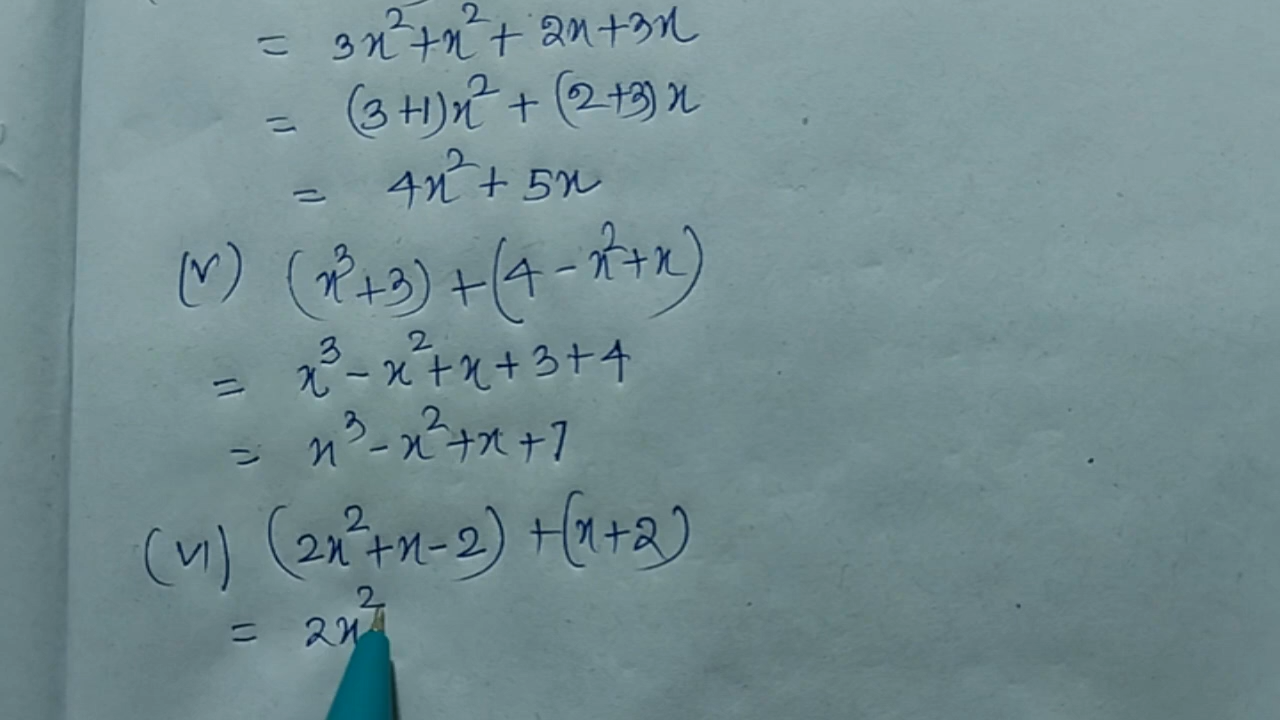 = 3x²+x²+ 2x+3x
= (3+1)x² + (2+3)x
= 4x² + 5x
(V) (x³+3) + (4 - x²+x)
= x³ - x² + x + 3 + 4
= x³ - x² + x + 7
(VI) (2x²+x-2) + (x+2)
= 2x²